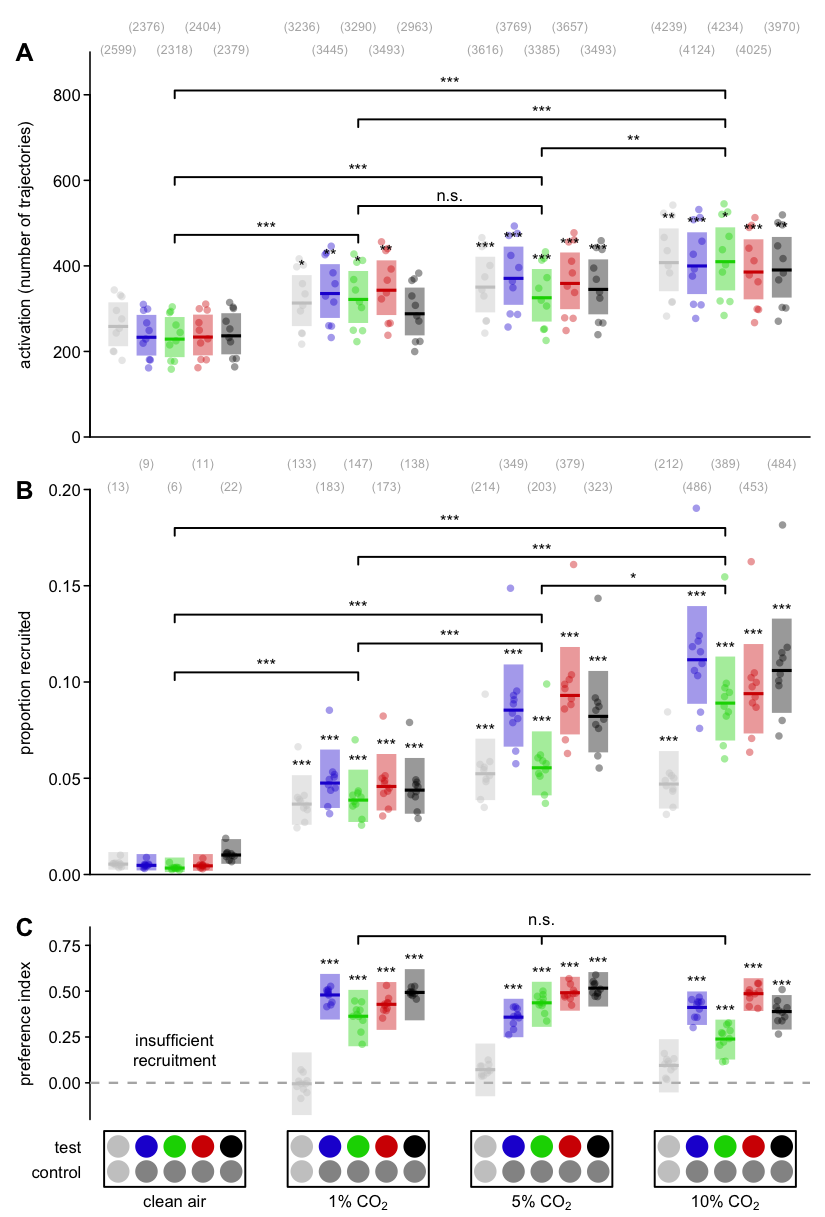 (2376) (2404) (3236) (3290) (2963) (3769) (3657) (4239) (4234) (3970)
A
(2599) (2318) (2379) (3445) (3493) (3616) (3385) (3493) (4124) (4025)
activation (number of trajectories)
800
600
400
200
0
***
***
**
***
n.s.
***
* ** * **
*** *** *** *** ***
** *** * *** **
(9) (11) (133) (147) (138) (349) (379) (212) (389) (484)
B
(13) (6) (22) (183) (173) (214) (203) (323) (486) (453)
proportion recruited
0.20
0.15
0.10
0.05
0.00
***
***
*
***
***
***
*** *** *** *** ***
*** *** *** *** ***
*** *** *** *** ***
C
preference index
0.75
0.50
0.25
0.00
n.s.
*** *** *** ***
*** *** *** ***
*** *** *** ***
insufficient
recruitment
test
control
clean air 1% CO₂ 5% CO₂ 10% CO₂